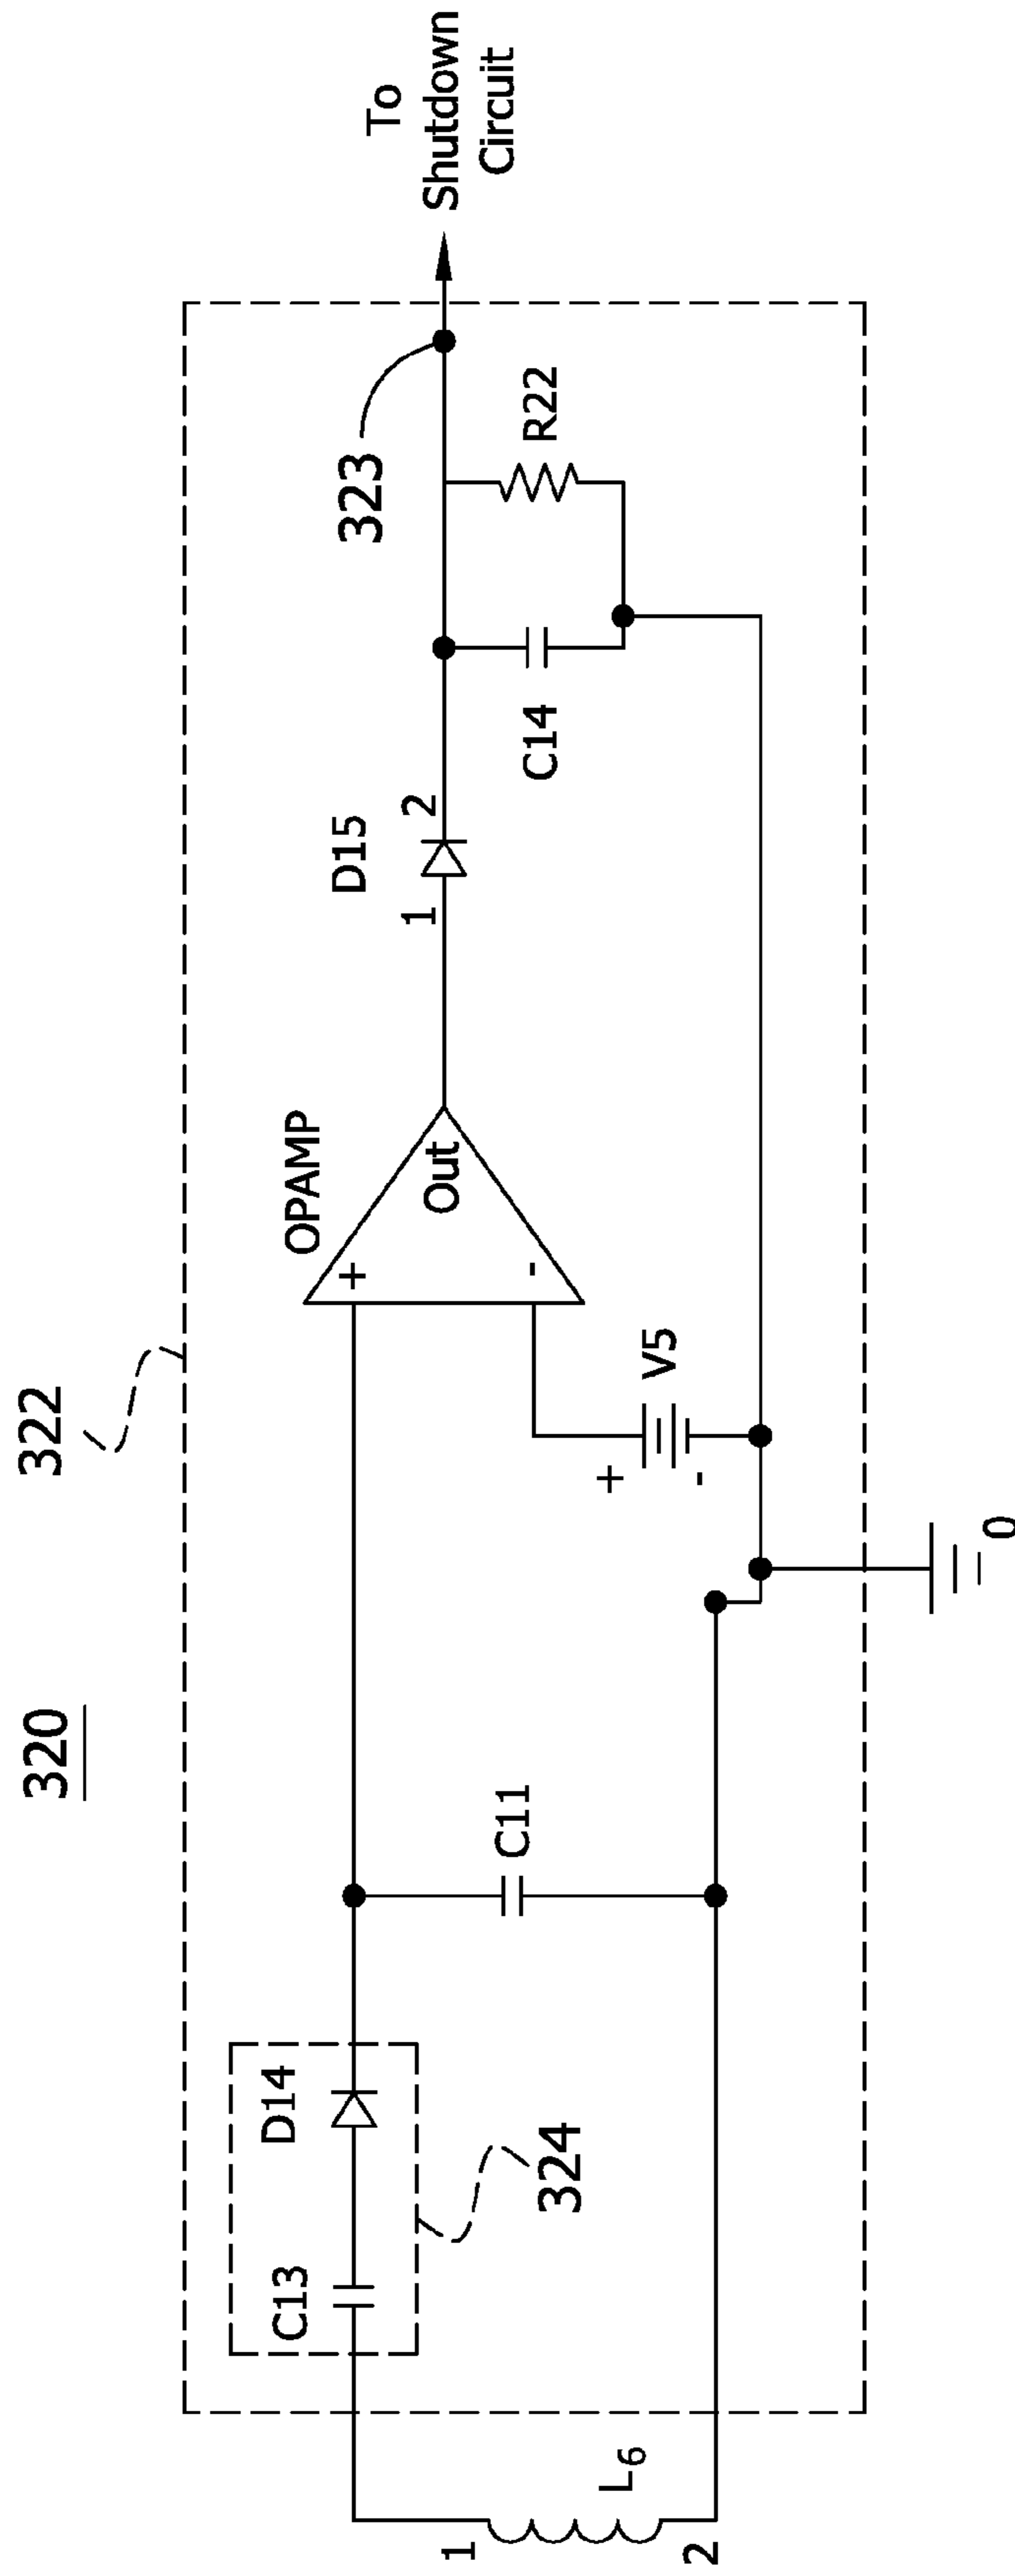 320
322
L6
1
2
C13
D14
324
C11
OPAMP
+
-
Out
+
-
V5
0
D15
1
2
C14
R22
323
To
Shutdown
Circuit